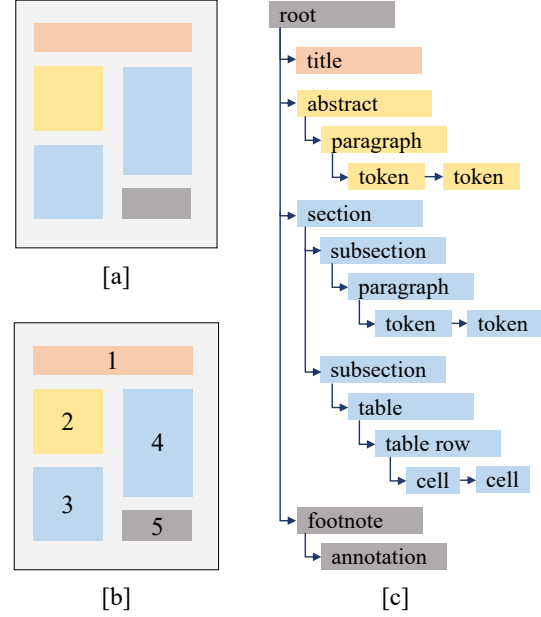 [a]
1
2
3
4
5
[b]
root
title
abstract
paragraph
token token
section
subsection
paragraph
token token
subsection
table
table row
cell cell
footnote
annotation
[c]